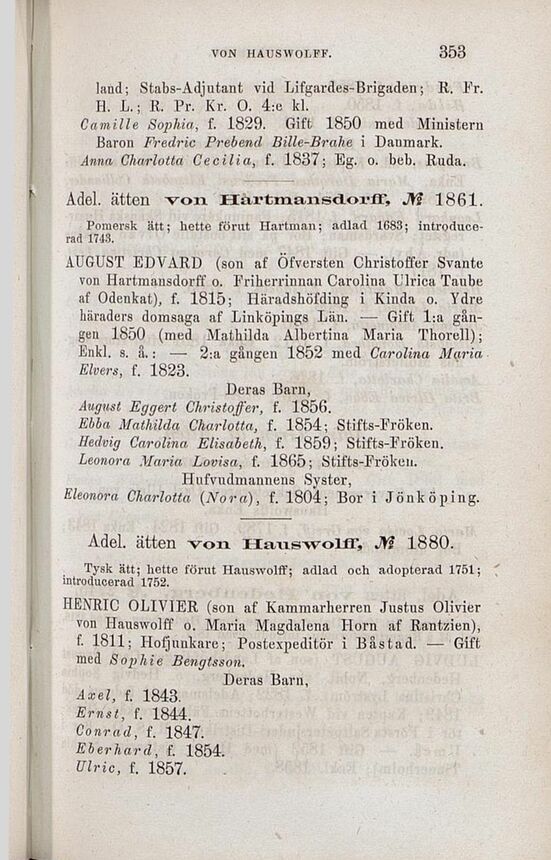 VON HAUSWOLFF. 353
land; Stabs-Adjutant vid Lifgardes-Brigaden; R. Fr.
H. L.; R. Pr. Kr. O. 4:e kl.
Camille Sophia, f. 1829. Gift 1850 med Ministern
Baron Fredric Prebend Bille-Brahe i Danmark.
Anna Charlotta Cecilia, f. 1837; Eg. o. beb. Ruda.
Adel. ätten von Hartmansdorff, № 1861.
Pomersk ätt; hette förut Hartman; adlad 1683; introduce-
rad 1743.
AUGUST EDVARD (son af Öfversten Christoffer Svante
von Hartmansdorff o. Friherrinnan Carolina Ulrica Taube
af Odenkat), f. 1815; Häradshöfding i Kinda o. Ydre
häraders domsaga af Linköpings Län. — Gift 1:a gån-
gen 1850 (med Mathilda Albertina Maria Thorell);
Enkl. s. å.: — 2:a gången 1852 med Carolina Maria
Elvers, f. 1823.
Deras Barn,
August Eggert Christoffer, f. 1856.
Ebba Mathilda Charlotta, f. 1854; Stifts-Fröken.
Hedvig Carolina Elisabeth, f. 1859; Stifts-Fröken.
Leonora Maria Lovisa, f. 1865; Stifts-Fröken.
Hufvudmannens Syster,
Eleonora Charlotta (Nora), f. 1804; Bor i Jönköping.
Adel. ätten von Hauswolff, № 1880.
Tysk ätt; hette förut Hauswolff; adlad och adopterad 1751;
introducerad 1752.
HENRIC OLIVIER (son af Kammarherren Justus Olivier
von Hauswolff o. Maria Magdalena Horn af Rantzien),
f. 1811; Hofjunkare; Postexpeditör i Båstad. — Gift
med Sophie Bengtsson.
Deras Barn,
Axel, f. 1843.
Ernst, f. 1844.
Conrad, f. 1847.
Eberhard, f. 1854.
Ulric, f. 1857.